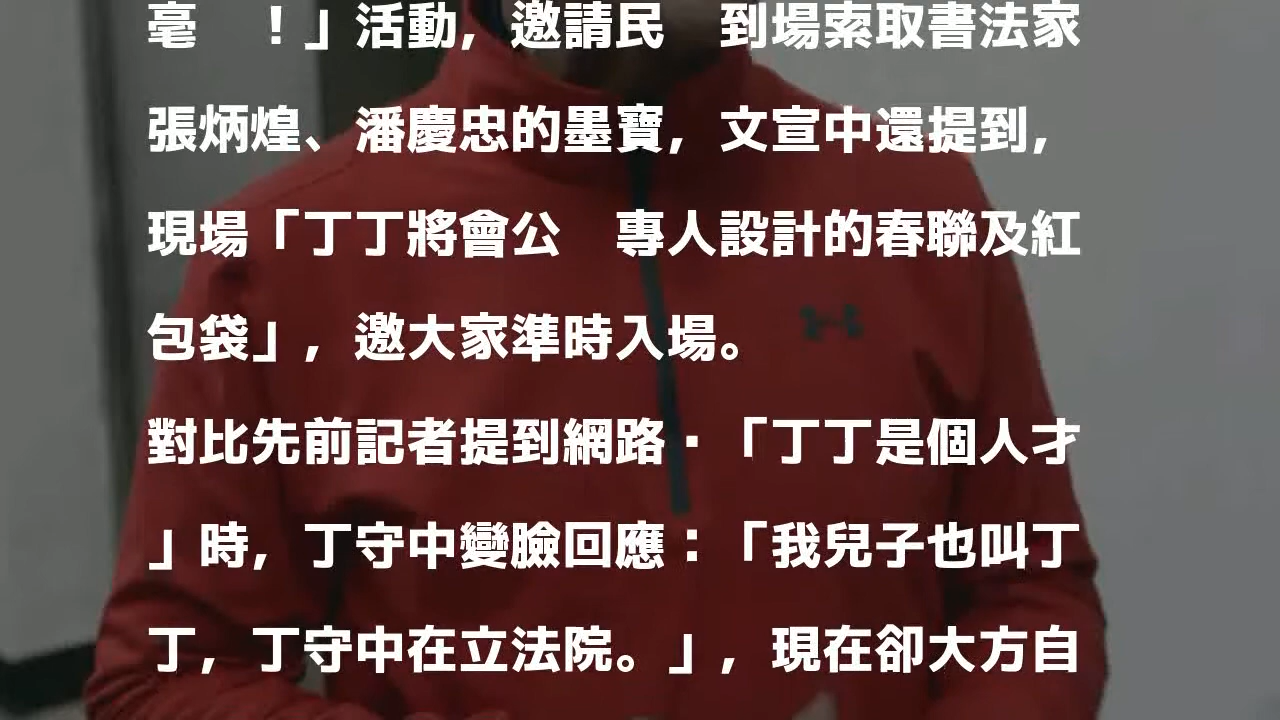 毫　！」活動，邀請民　到場索取書法家
張炳煌、潘慶忠的墨寶，文宣中還提到，
現場「丁丁將會公　專人設計的春聯及紅
包袋」，邀大家準時入場。
對比先前記者提到網路‧「丁丁是個人才
」時，丁守中變臉回應：「我兒子也叫丁
丁，丁守中在立法院。」，現在卻大方自